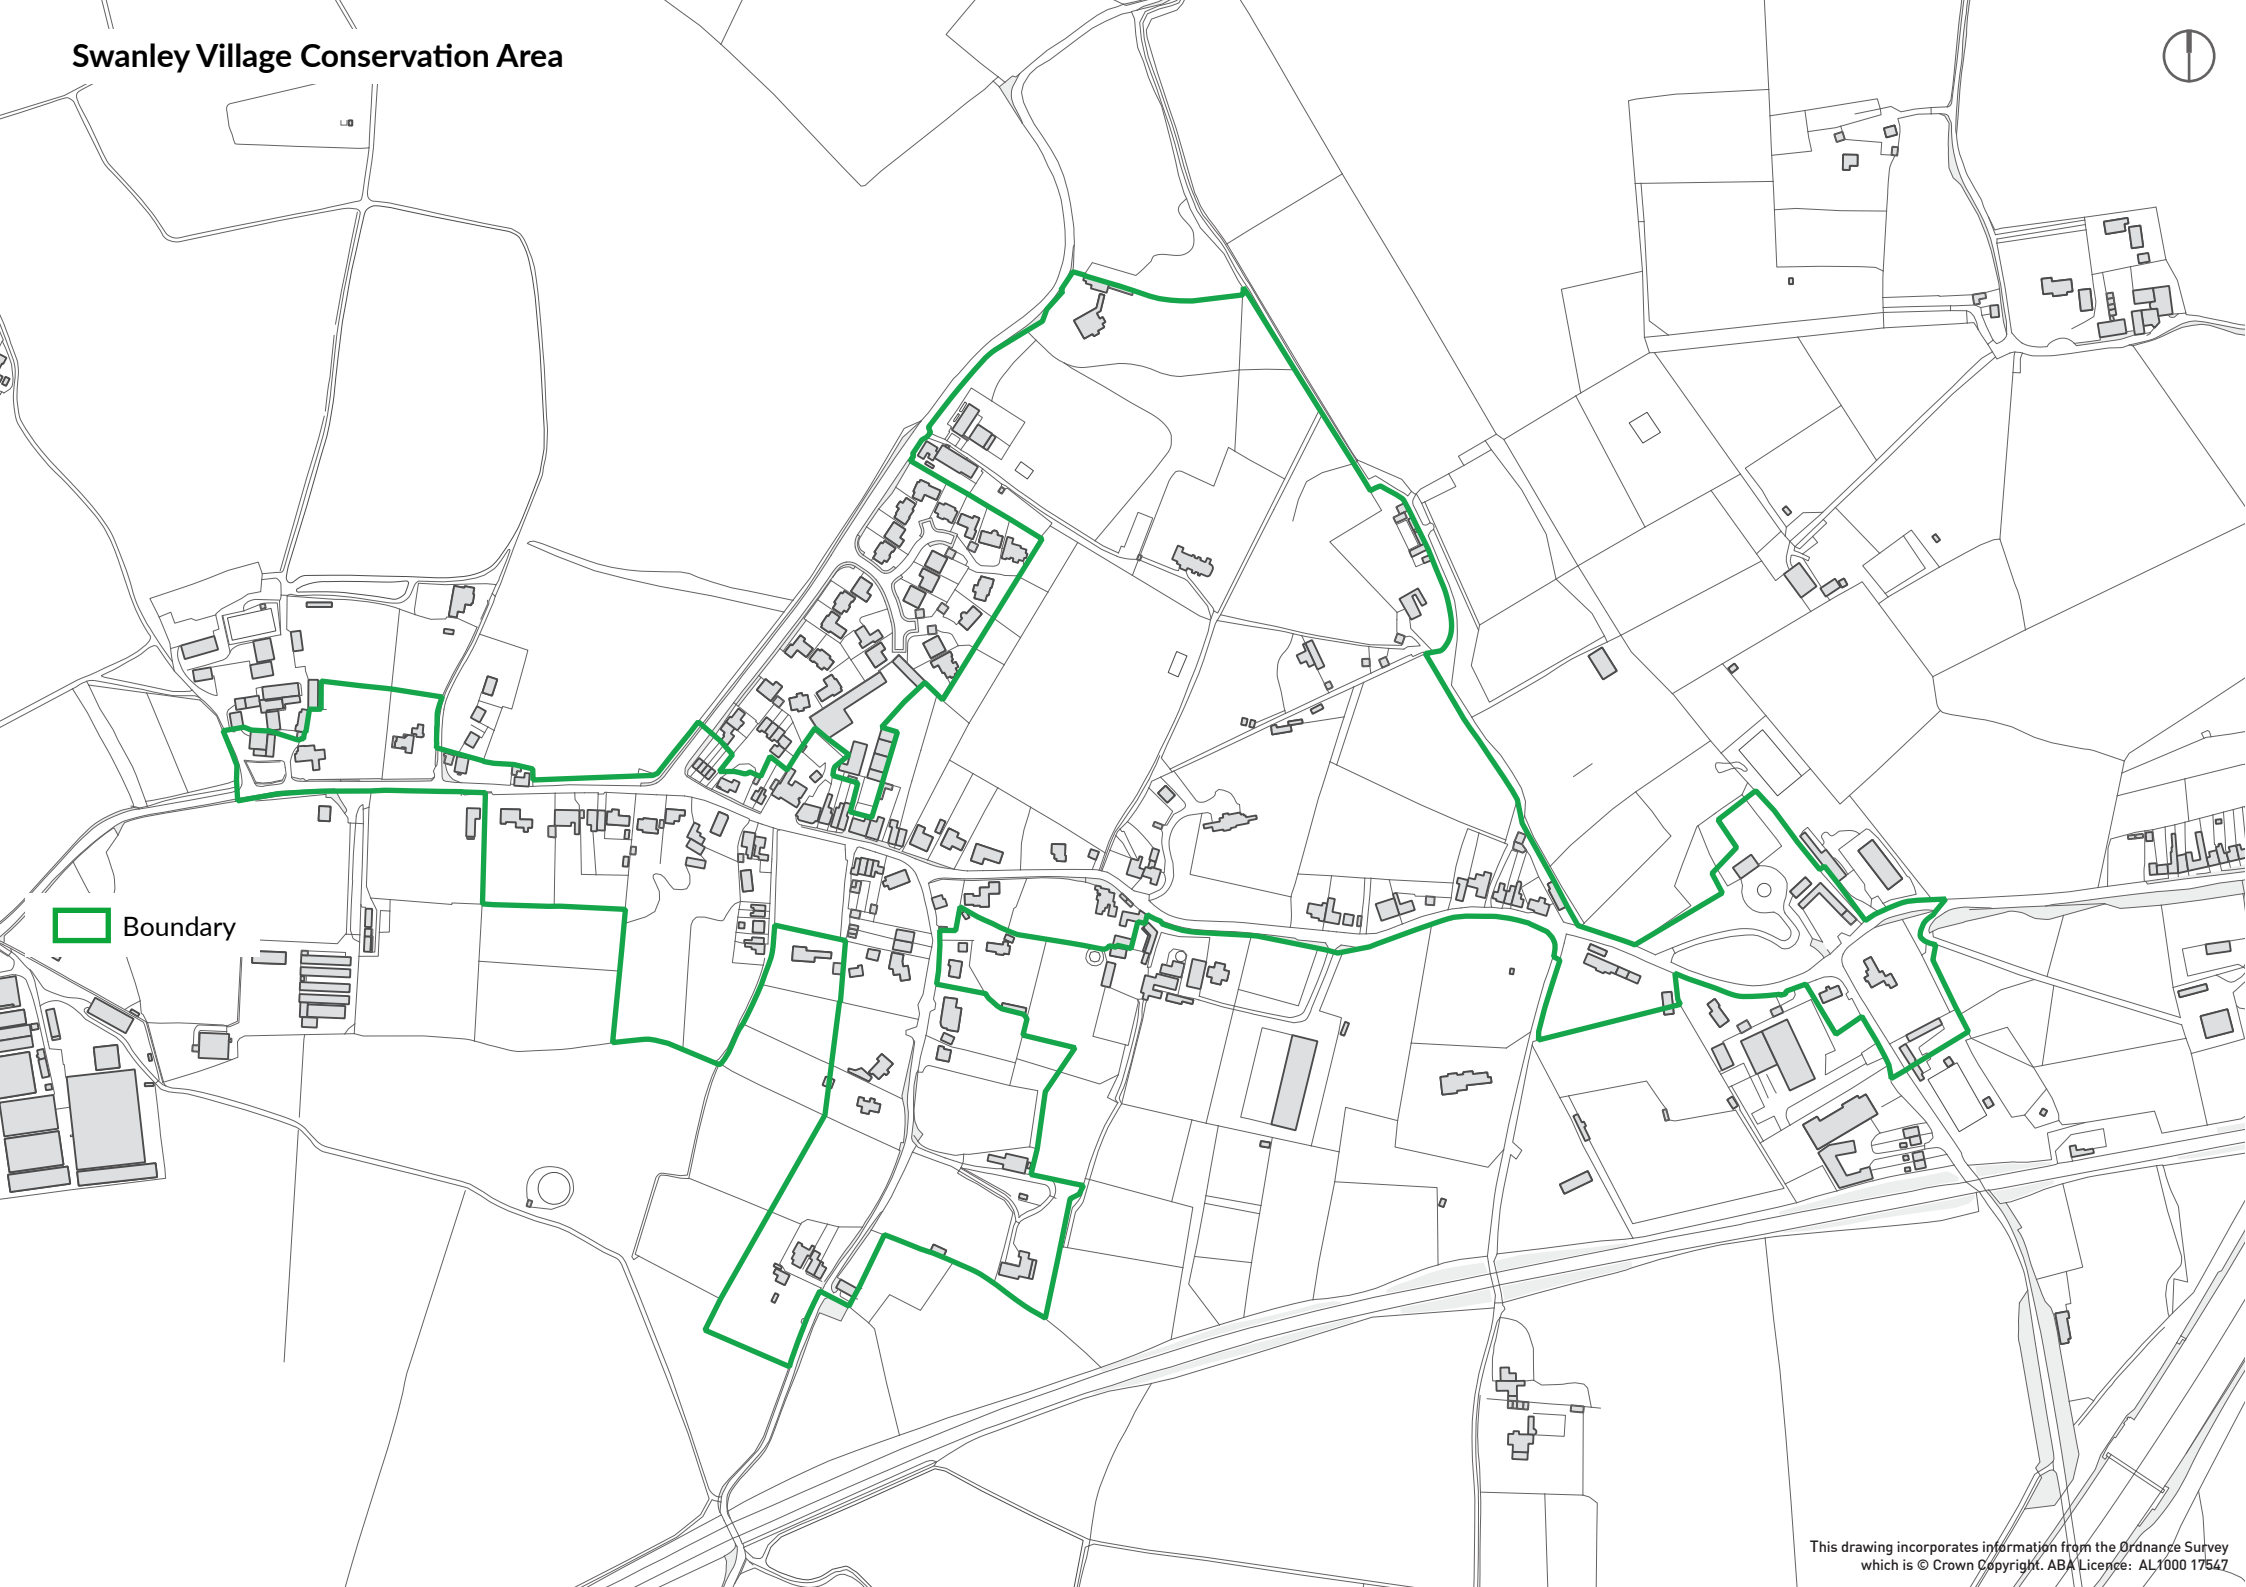 Swanley Village Conservation Area
Boundary
This drawing incorporates information from the Ordnance Survey
which is © Crown Copyright. ABA Licence: AL1000 17547